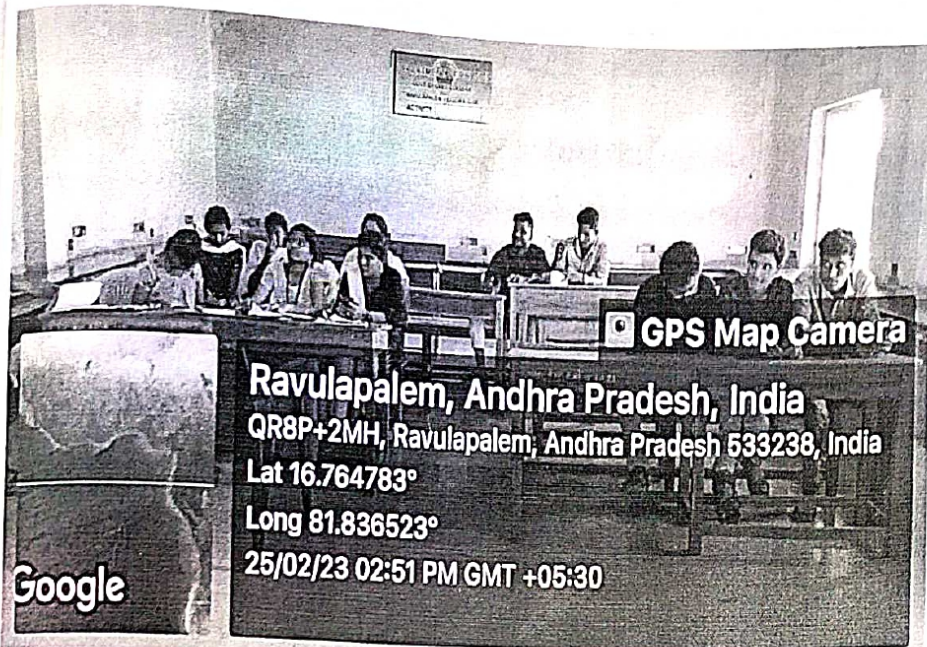 GPS Map Camera
Ravulapalem, Andhra Pradesh, India
QR8P+2MH, Ravulapalem, Andhra Pradesh 533238, India
Lat 16.764783°
Long 81.836523°
25/02/23 02:51 PM GMT +05:30
Google